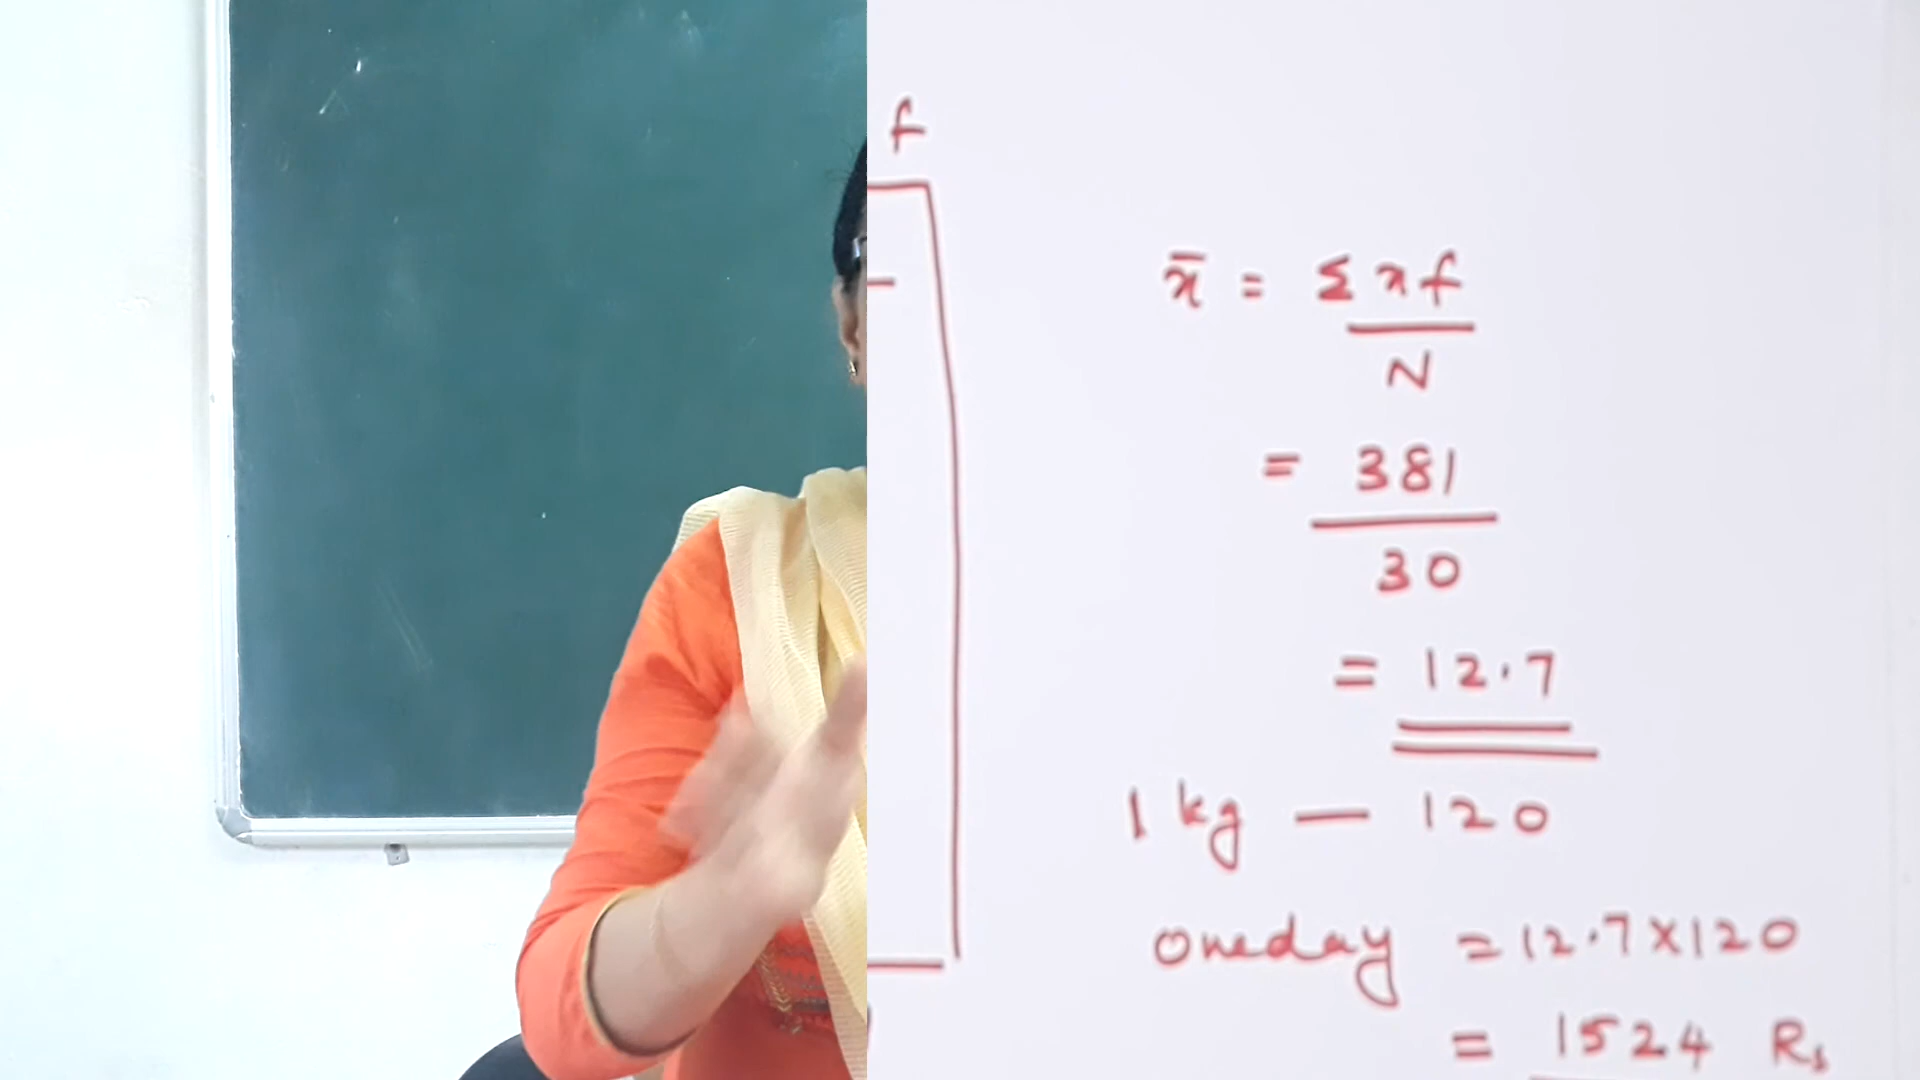 f
x̄ = Σxf
N
= 381
30
= 12.7
1 kg — 120
oneday = 12.7 x 120
= 1524 Rs